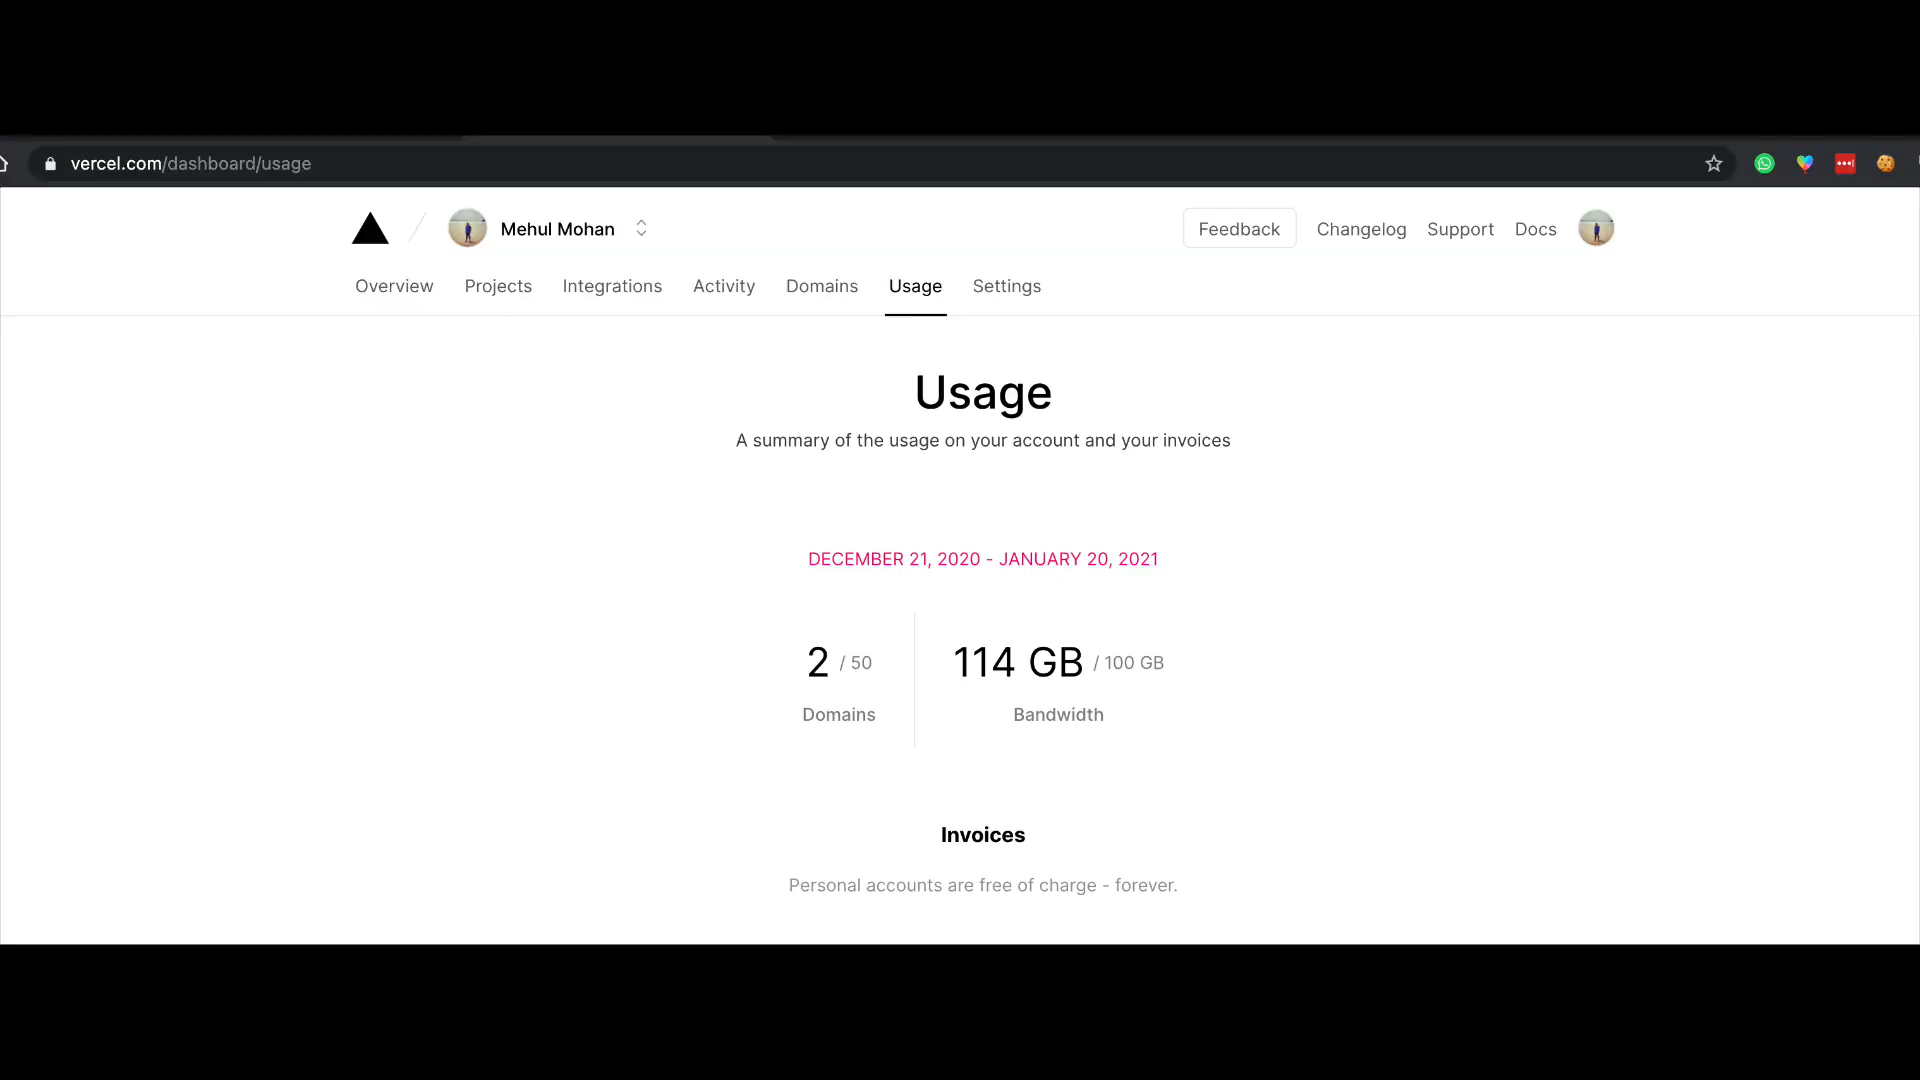 vercel.com/dashboard/usage
Mehul Mohan
Feedback Changelog Support Docs
Overview Projects Integrations Activity Domains Usage Settings
Usage
A summary of the usage on your account and your invoices
DECEMBER 21, 2020 - JANUARY 20, 2021
2 / 50
Domains
114 GB / 100 GB
Bandwidth
Invoices
Personal accounts are free of charge - forever.